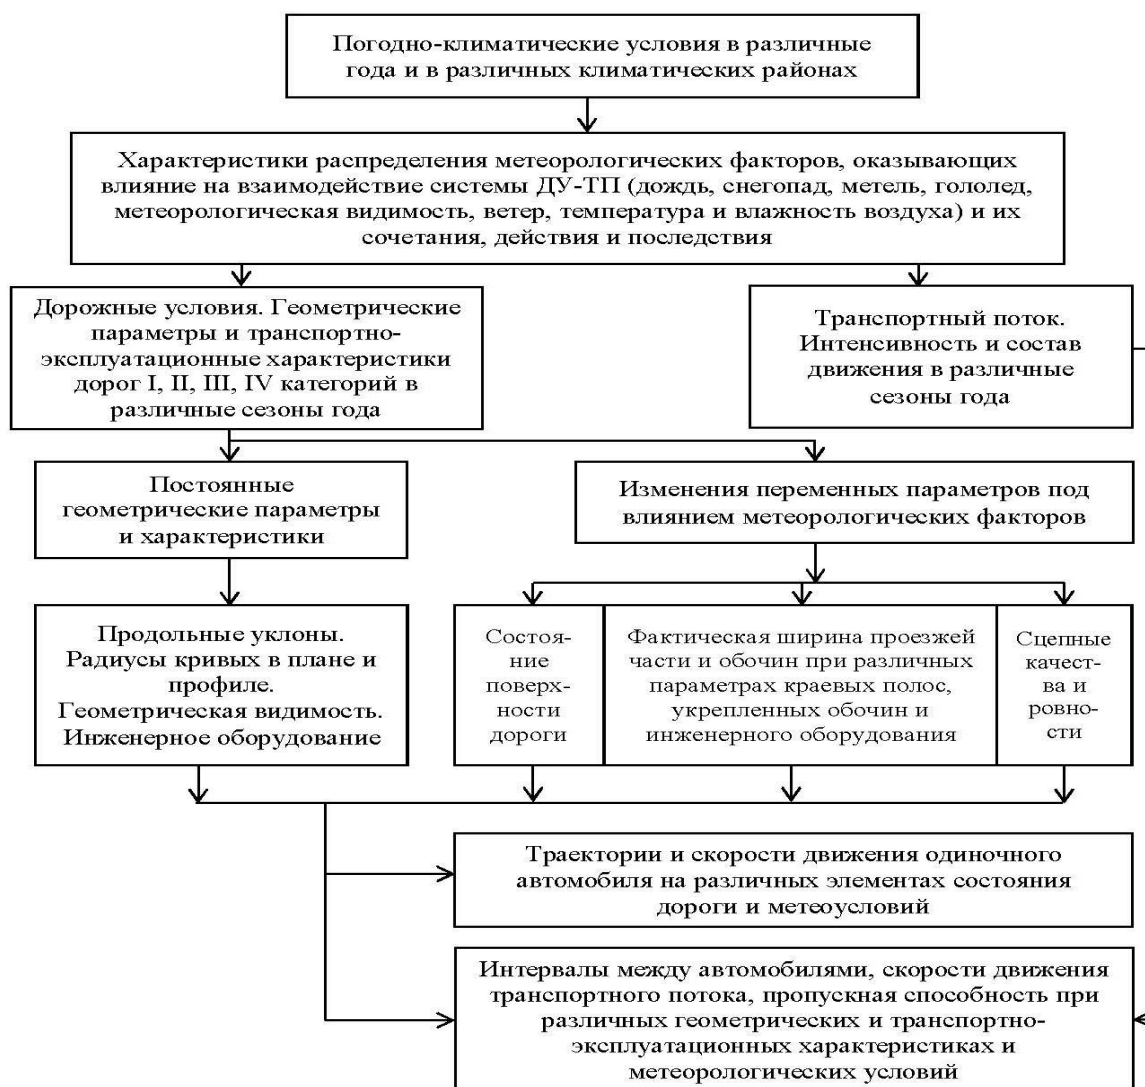 Погодно-климатические условия в различные
года и в различных климатических районах
Характеристики распределения метеорологических факторов, оказывающих
влияние на взаимодействие системы ДУ-ТП (дождь, снегопад, метель, гололед,
метеорологическая видимость, ветер, температура и влажность воздуха) и их
сочетания, действия и последствия
Дорожные условия. Геометрические
параметры и транспортно-
эксплуатационные характеристики
дорог I, II, III, IV категорий в
различные сезоны года
Транспортный поток.
Интенсивность и состав
движения в различные
сезоны года
Постоянные
геометрические параметры
и характеристики
Изменения переменных параметров под
влиянием метеорологических факторов
Продольные уклоны.
Радиусы кривых в плане и
профиле.
Геометрическая видимость.
Инженерное оборудование
Состоя-
ние
поверх-
ности
дороги
Фактическая ширина проезжей
части и обочин при различных
параметрах краевых полос,
укрепленных обочин и
инженерного оборудования
Сцепные
качест-
ва и
ровно-
сти
Траектории и скорости движения одиночного
автомобиля на различных элементах состояния
дороги и метеоусловий
Интервалы между автомобилями, скорости движения
транспортного потока, пропускная способность при
различных геометрических и транспортно-
эксплуатационных характеристиках и
метеорологических условий